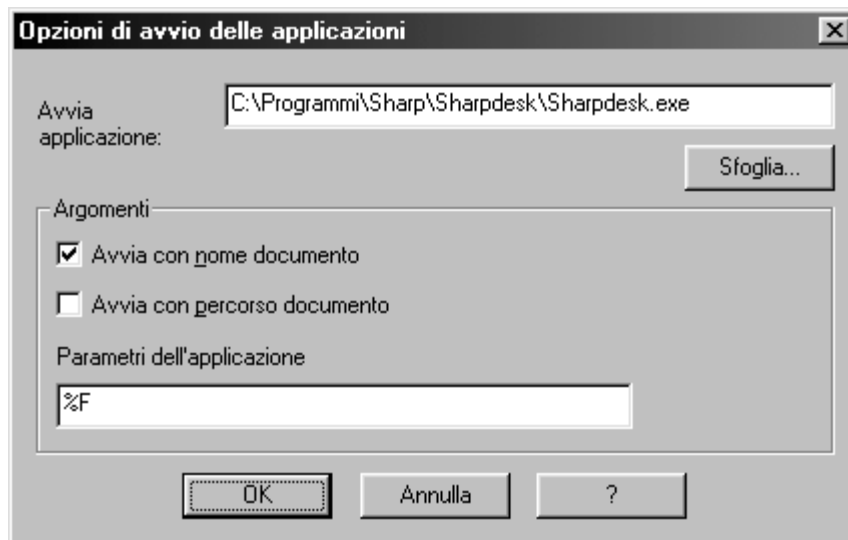 Opzioni di avvio delle applicazioni
Avvia
applicazione:
C:\Programmi\Sharp\Sharpdesk\Sharpdesk.exe
Sfoglia...
Argomenti
Avvia con nome documento
Avvia con percorso documento
Parametri dell'applicazione
%F
OK
Annulla
?